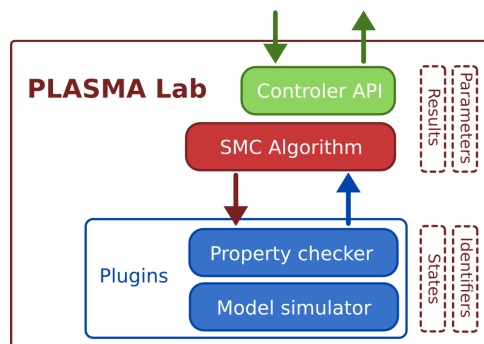 PLASMA Lab
Controler API
SMC Algorithm
Results
Parameters
Plugins
Property checker
Model simulator
States
Identifiers